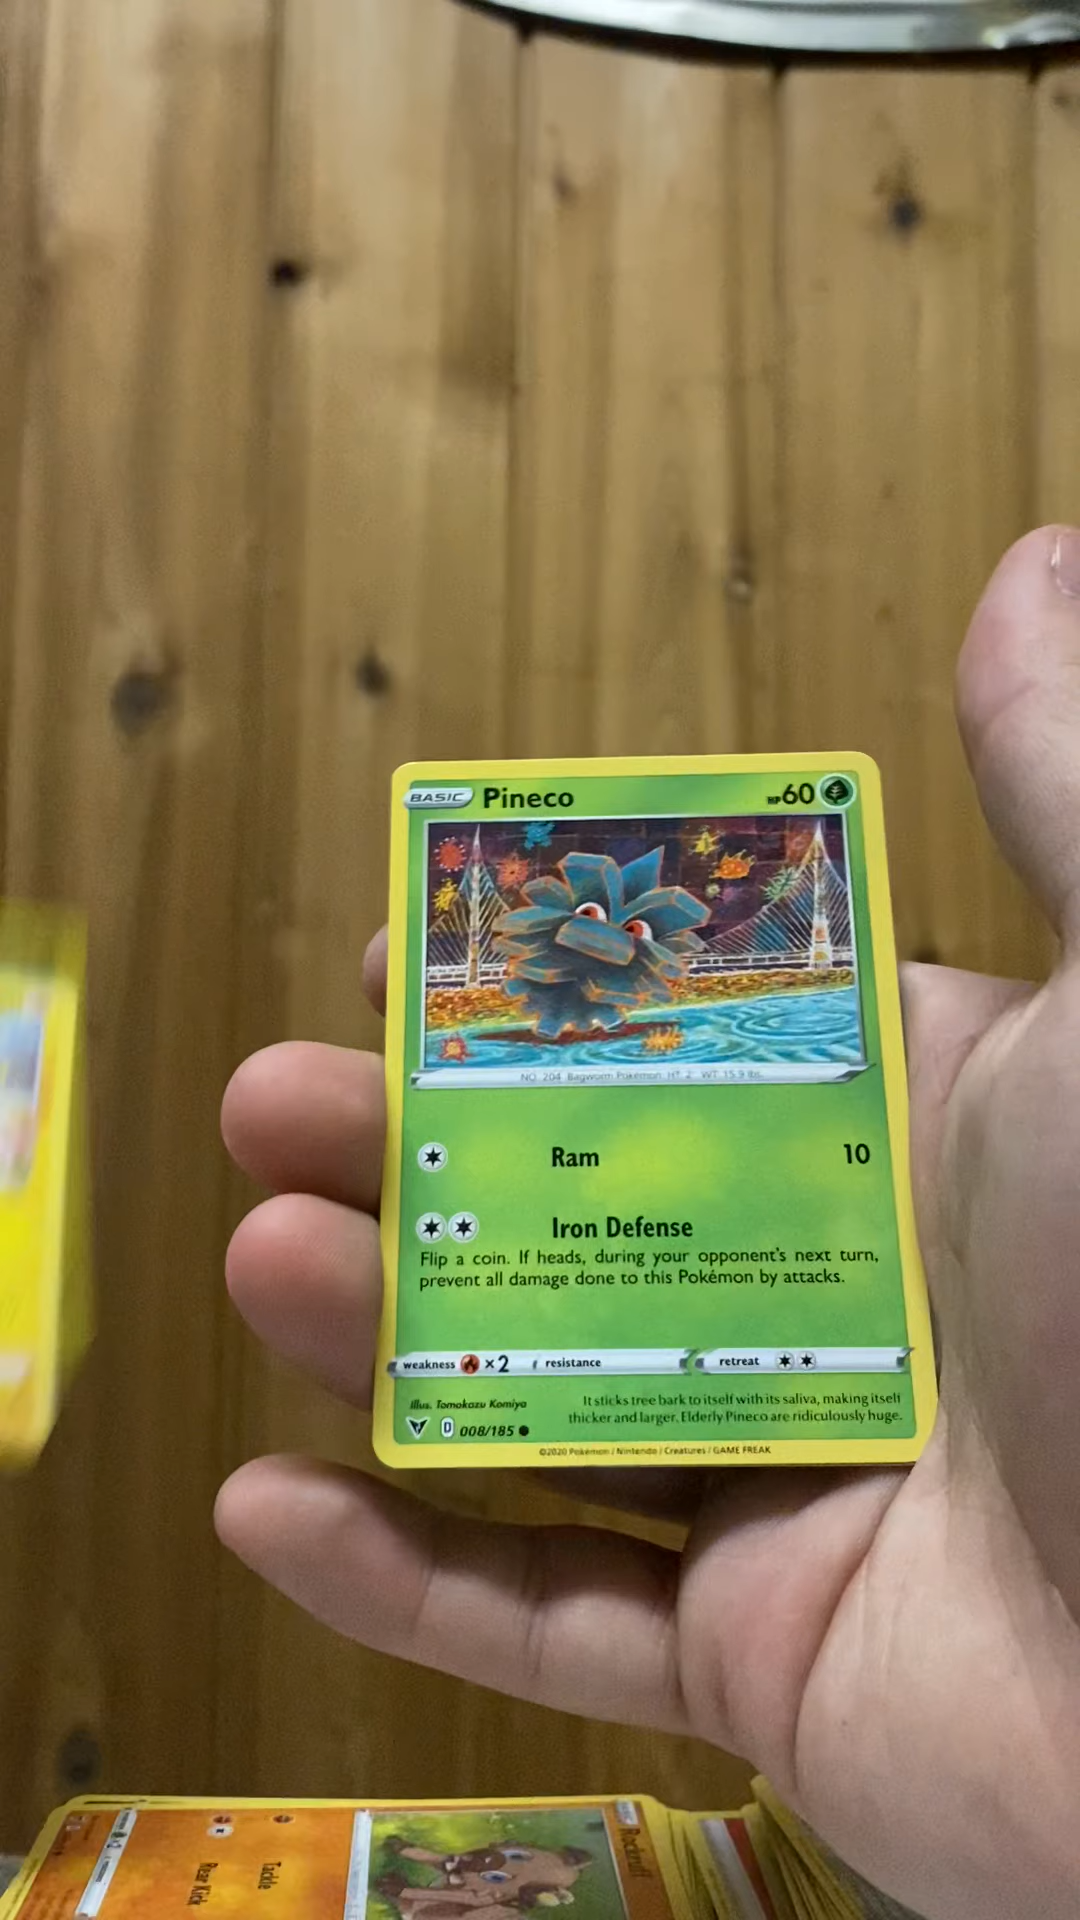 BASIC Pineco HP60
NO. 204 Bagworm Pokémon HT: 2' WT: 15.9 lbs.
Ram 10
Iron Defense
Flip a coin. If heads, during your opponent's next turn,
prevent all damage done to this Pokémon by attacks.
weakness ×2 resistance retreat
Illus. Tomokazu Komiya
It sticks tree bark to itself with its saliva, making itself
thicker and larger. Elderly Pineco are ridiculously huge.
D 008/185
©2020 Pokémon / Nintendo / Creatures / GAME FREAK
Rockruff
Tackle
Rear Kick